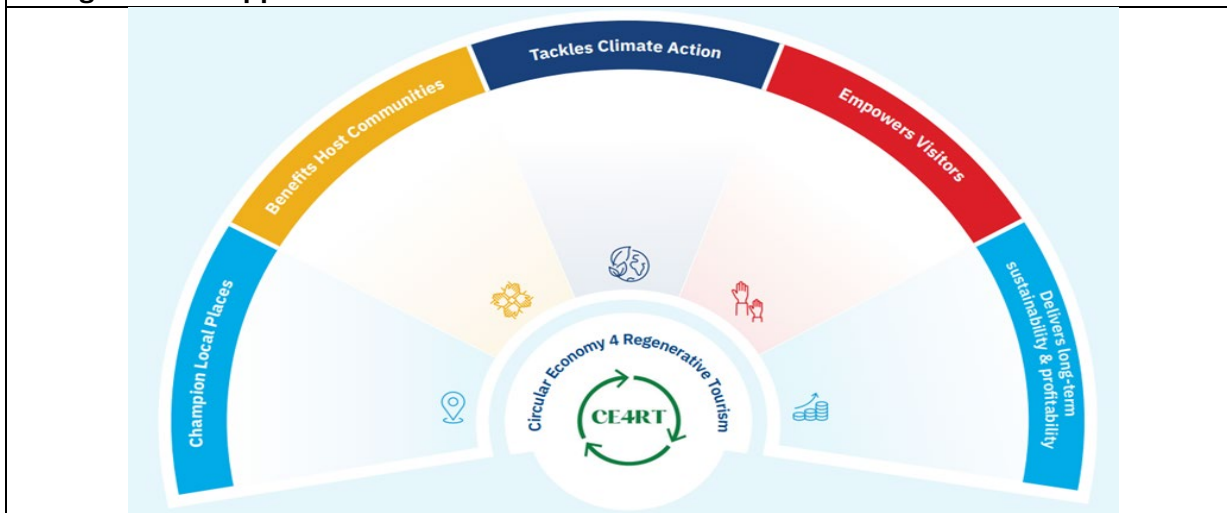 Champion Local Places
Benefits Host Communities
Tackles Climate Action
Empowers Visitors
Delivers long-term
sustainability & profitability
Circular Economy 4 Regenerative Tourism
CE4RT